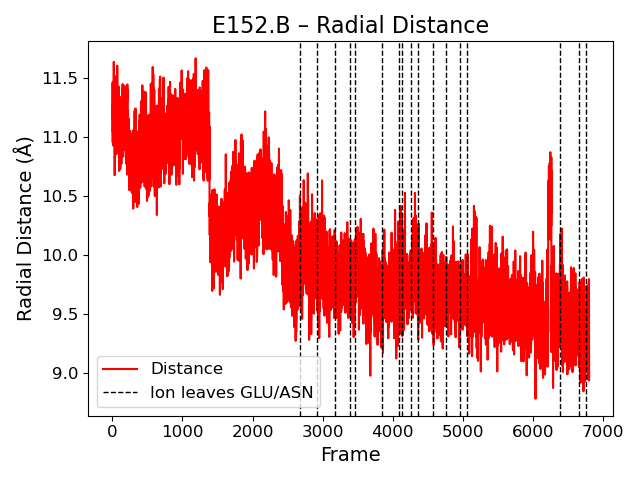 E152.B – Radial Distance
Radial Distance (Å)
11.5
11.0
10.5
10.0
9.5
9.0
Distance
Ion leaves GLU/ASN
0 1000 2000 3000 4000 5000 6000 7000
Frame